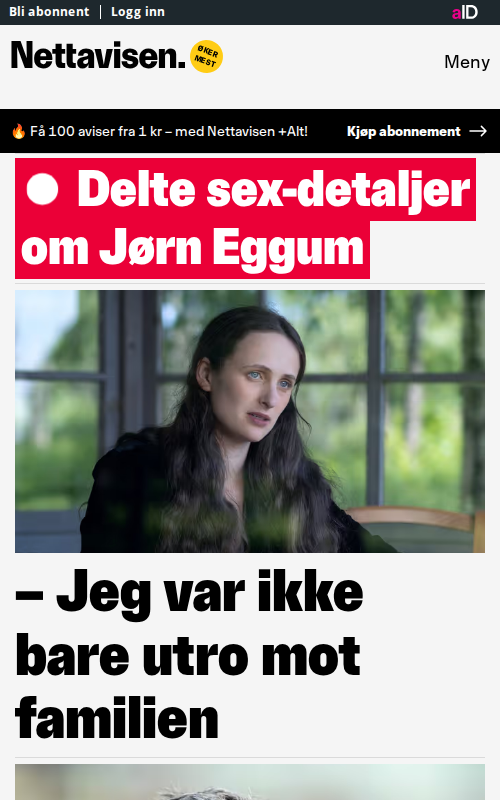 Bli abonnent | Logg inn
aID
Nettavisen.
ØKER
MEST
Meny
🔥 Få 100 aviser fra 1 kr – med Nettavisen +Alt!
Kjøp abonnement →
Delte sex-detaljer
om Jørn Eggum
– Jeg var ikke
bare utro mot
familien